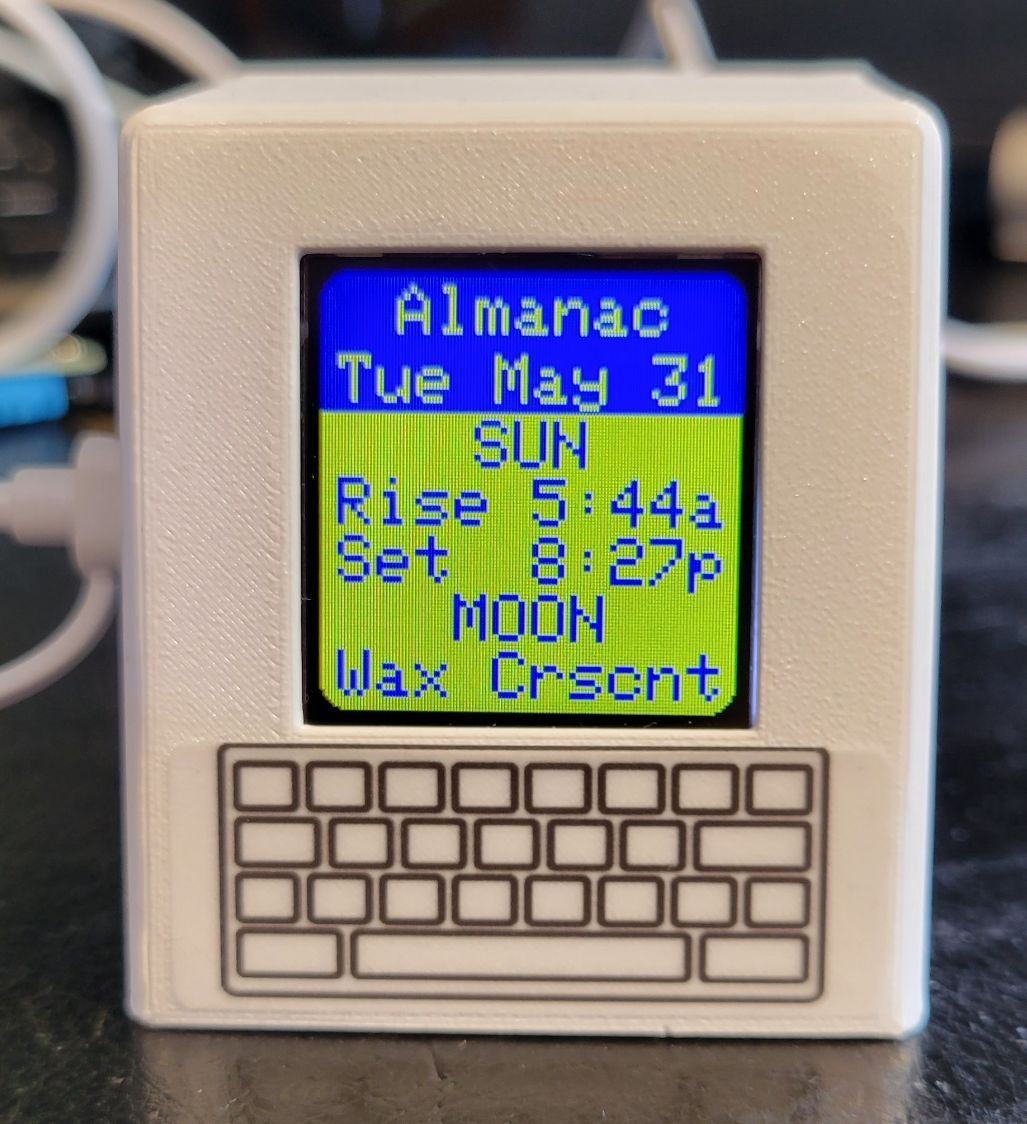 Almanac
Tue May 31
SUN
Rise 5:44a
Set 8:27p
MOON
Wax Crscnt